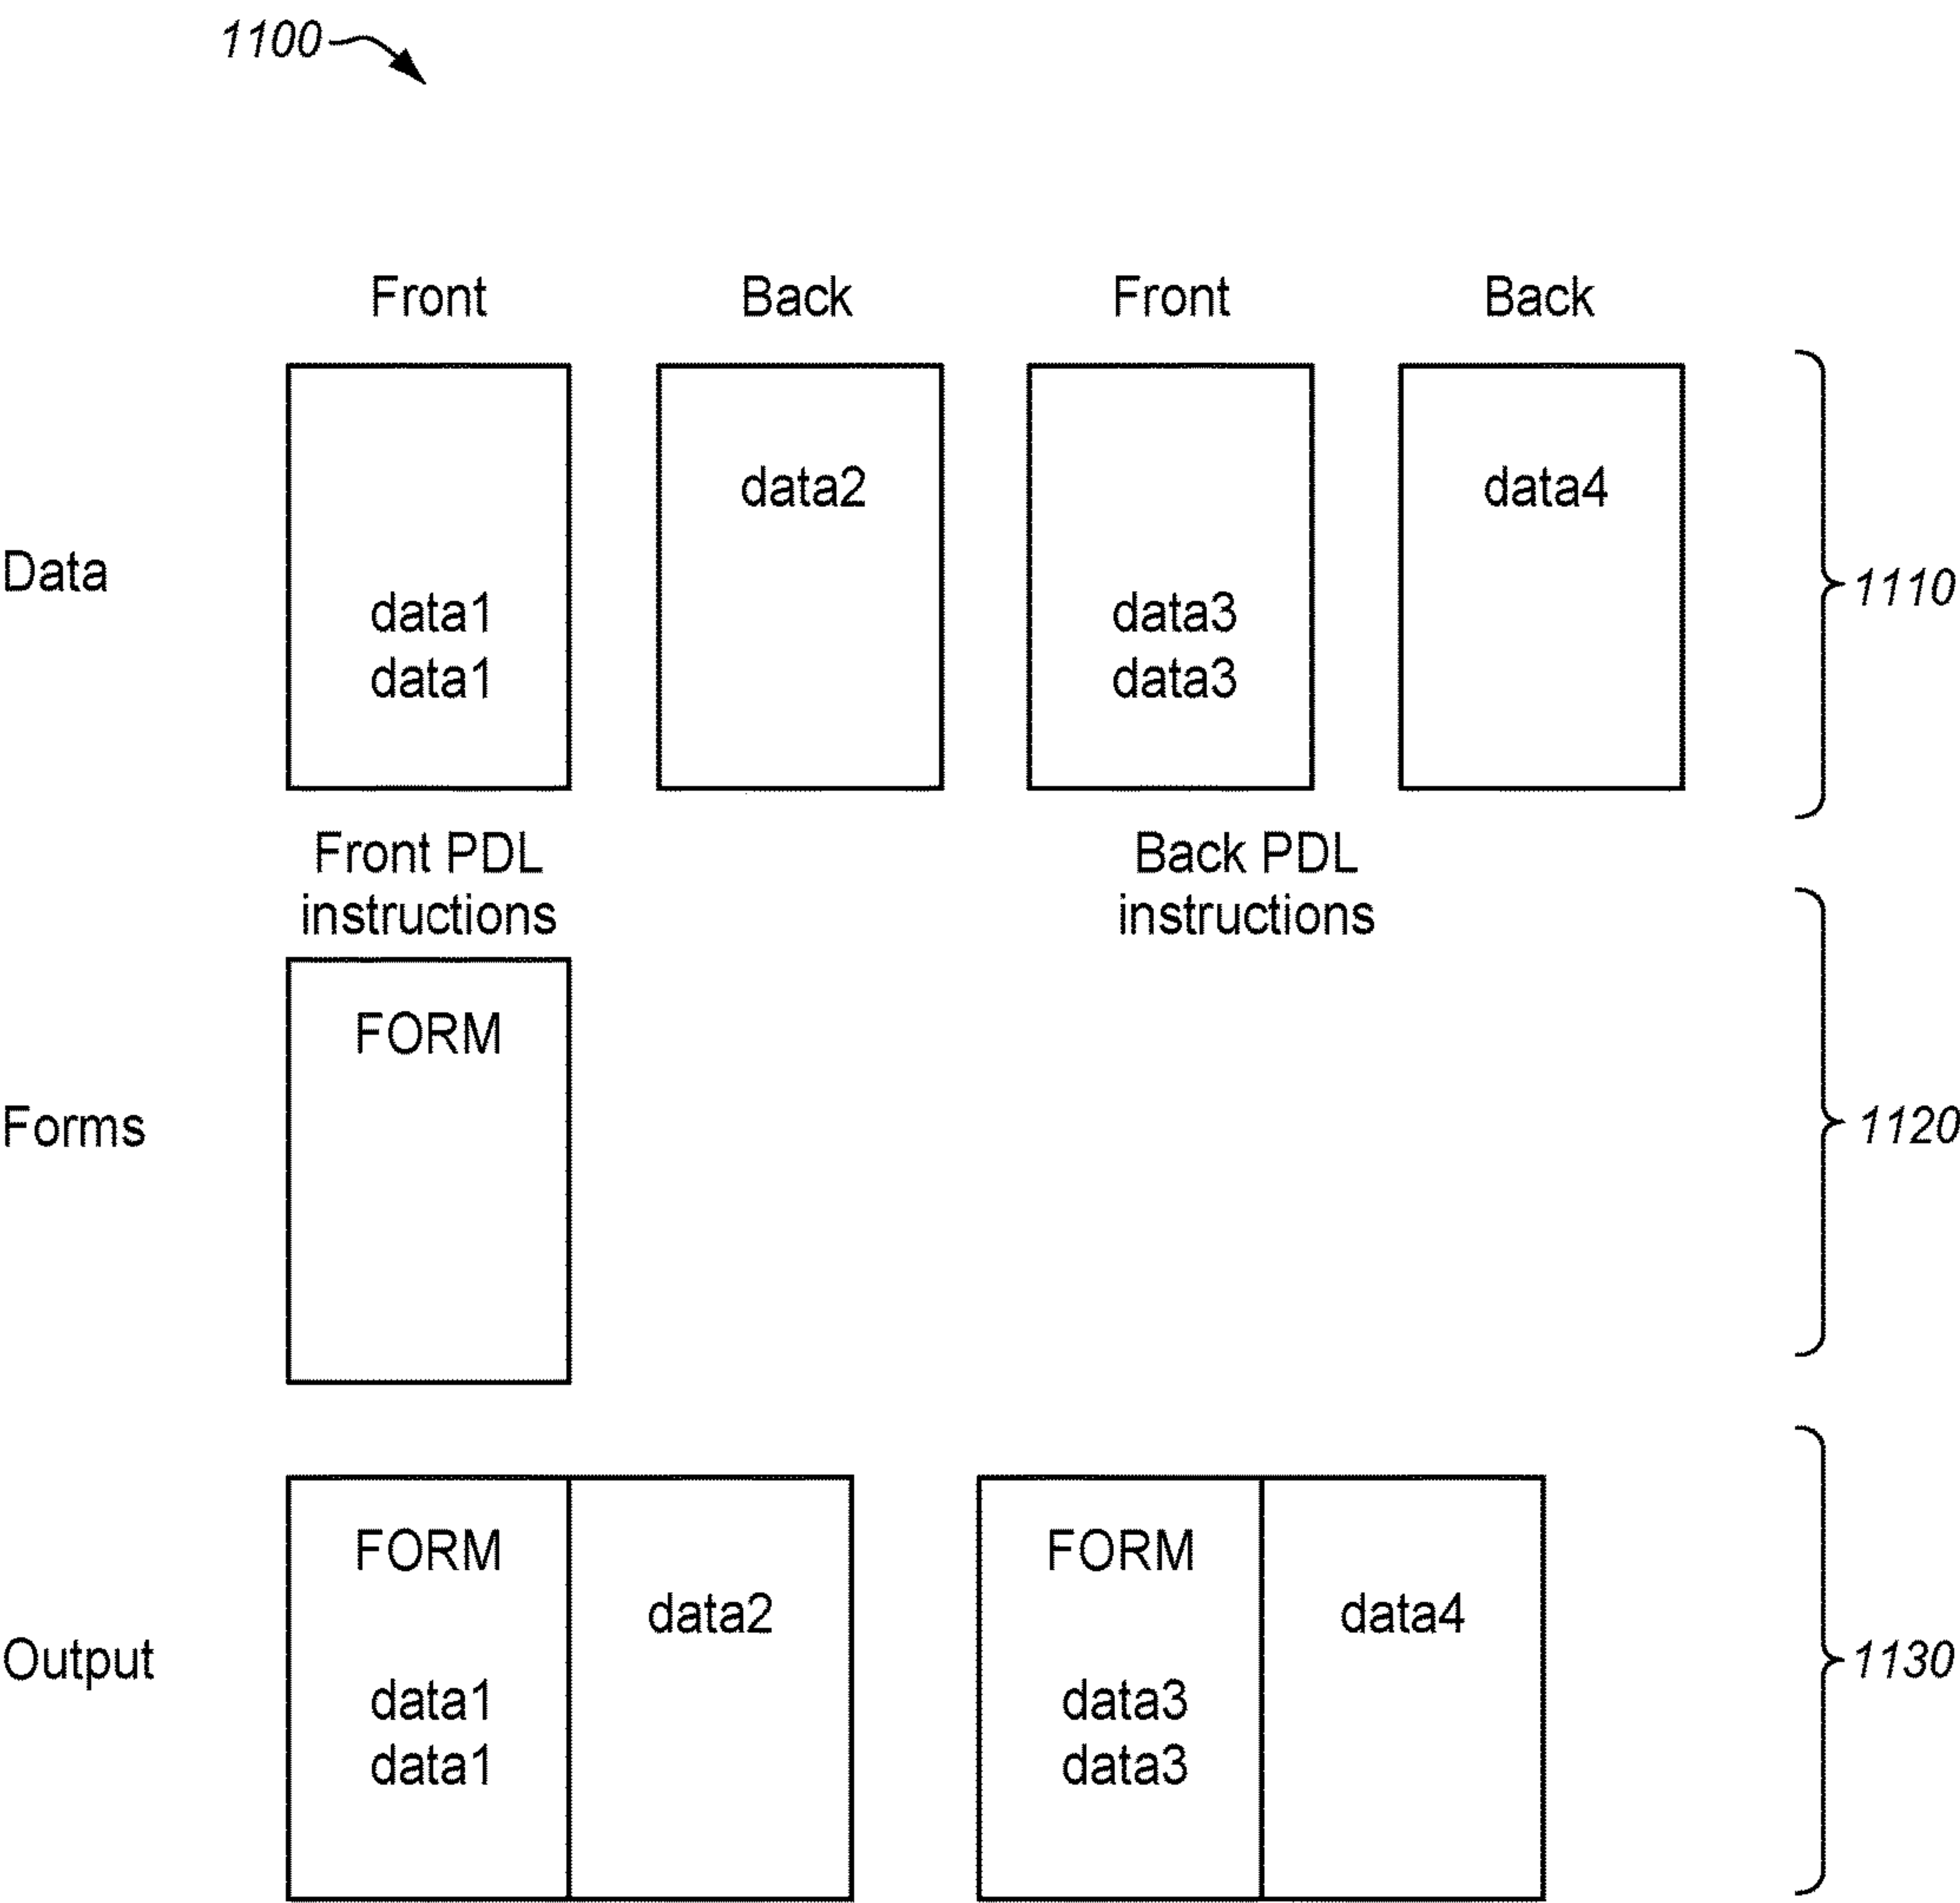 1100
Front
Back
Front
Back
Data
data1
data1
data2
data3
data3
data4
1110
Front PDL
instructions
Back PDL
instructions
Forms
FORM
1120
Output
FORM
data1
data1
data2
FORM
data3
data3
data4
1130